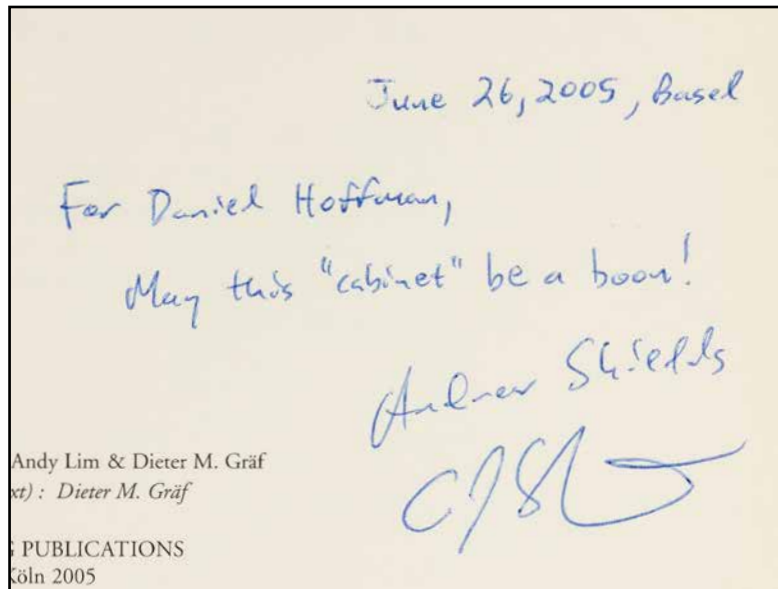 June 26, 2005, Basel
For Daniel Hoffman,
May this "cabinet" be a boon!
Andrew Shields
Andy Lim & Dieter M. Gräf
xt) : Dieter M. Gräf
PUBLICATIONS
Köln 2005